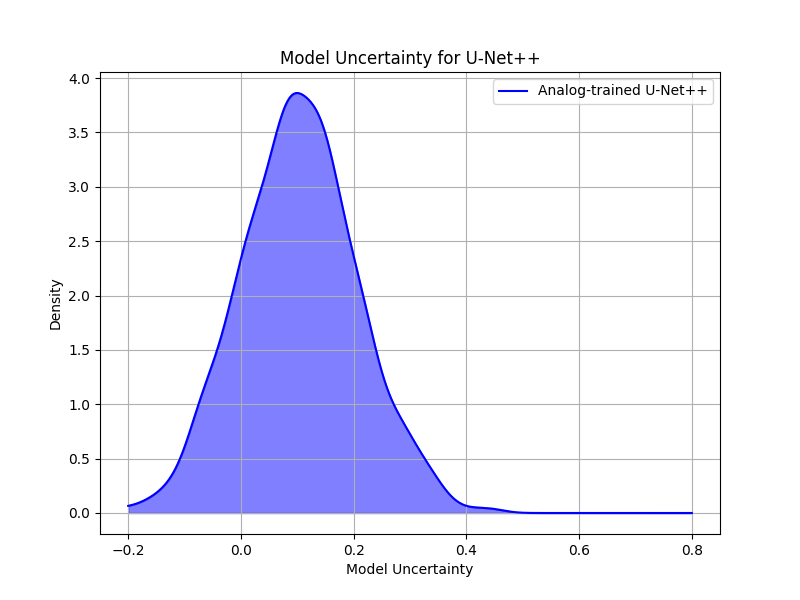 Model Uncertainty for U-Net++
Analog-trained U-Net++
4.0
3.5
3.0
2.5
2.0
1.5
1.0
0.5
0.0
Density
−0.2 0.0 0.2 0.4 0.6 0.8
Model Uncertainty